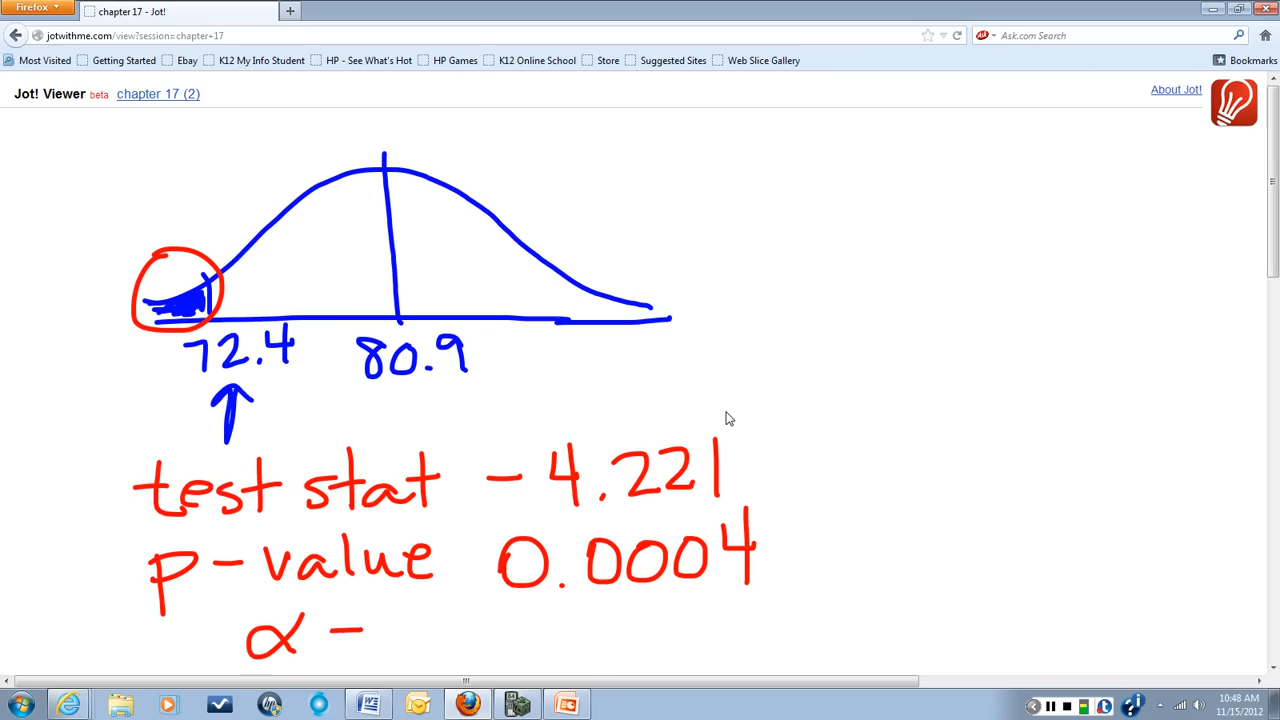 Firefox
chapter 17 - Jot!
jotwithme.com/view?session=chapter+17
Ask.com Search
Most Visited Getting Started Ebay K12 My Info Student HP - See What's Hot HP Games K12 Online School Store Suggested Sites Web Slice Gallery Bookmarks
Jot! Viewer beta chapter 17 (2) About Jot!
72.4 80.9
test stat - 4.221
p-value 0.0004
α -
10:48 AM
11/15/2012